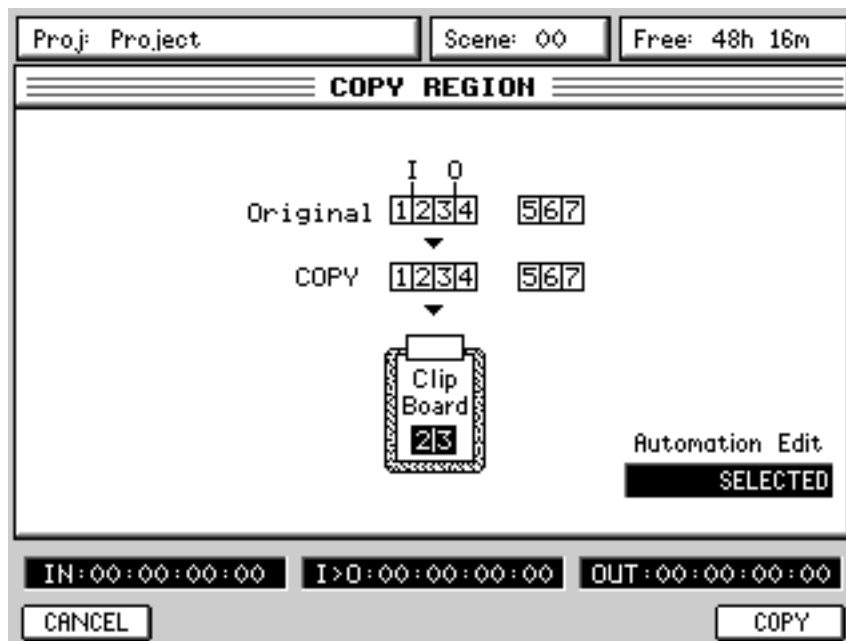 Proj: Project
Scene: 00
Free: 48h 16m
COPY REGION
I O
Original 1234 567
COPY 1234 567
Clip
Board
23
Automation Edit
SELECTED
IN:00:00:00:00
I>O:00:00:00:00
OUT:00:00:00:00
CANCEL
COPY